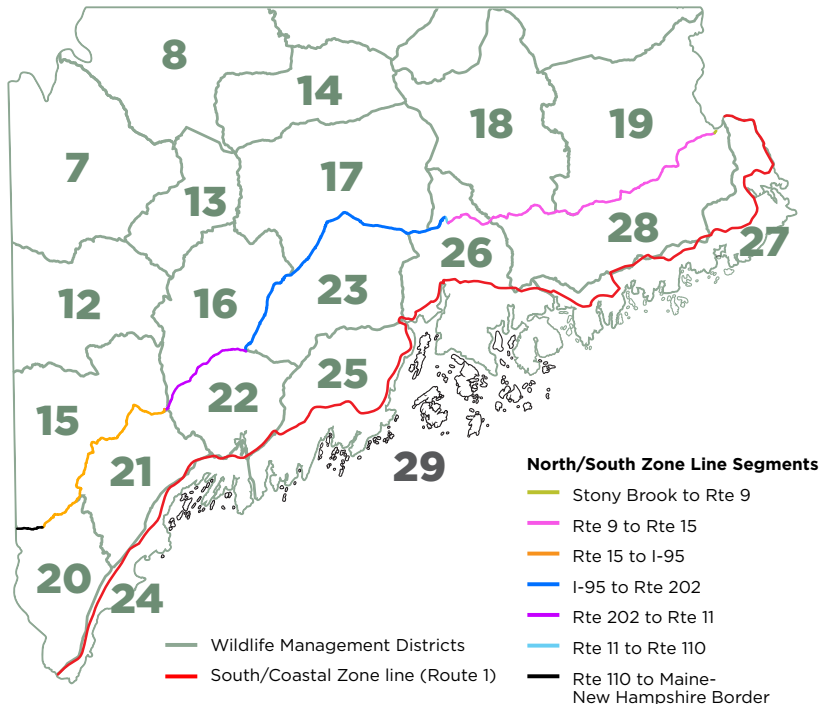 8
14
18
19
7
17
13
28
27
26
12
16
23
25
22
15
29
21
20
24
North/South Zone Line Segments
Stony Brook to Rte 9
Rte 9 to Rte 15
Rte 15 to I-95
I-95 to Rte 202
Rte 202 to Rte 11
Rte 11 to Rte 110
Rte 110 to Maine-
New Hampshire Border
Wildlife Management Districts
South/Coastal Zone line (Route 1)